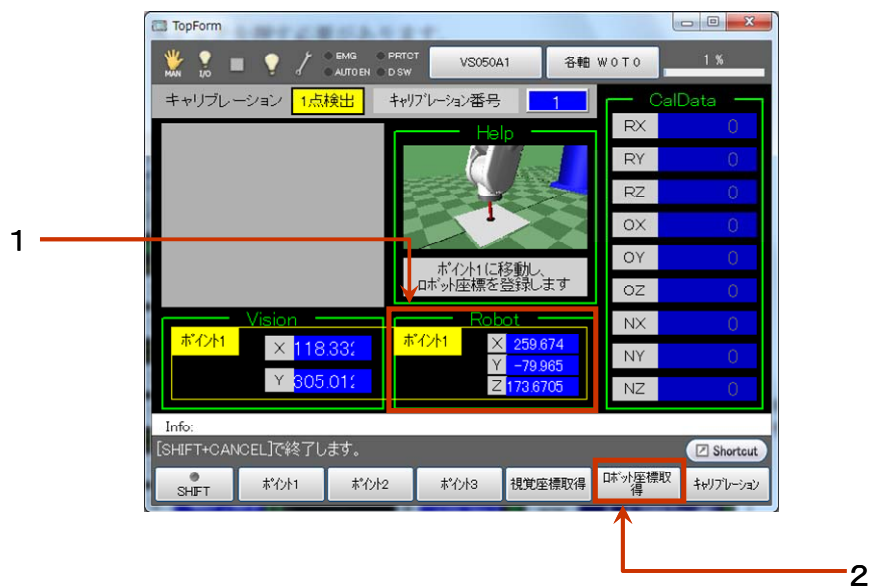 TopForm
MAN
I/O
EMG
AUTOEN
PRTCT
DSW
VS050A1
各軸 W0T0
1 %
キャリブレーション
1点検出
キャリブレーション番号
1
CalData
RX 0
RY 0
RZ 0
OX 0
OY 0
OZ 0
NX 0
NY 0
NZ 0
Help
ポイント1に移動し、
ロボット座標を登録します
1
Vision
ポイント1
X 118.332
Y 305.012
Robot
ポイント1
X 259.674
Y -79.965
Z 173.6705
Info:
[SHIFT+CANCEL]で終了します。
Shortcut
SHIFT
ポイント1
ポイント2
ポイント3
視覚座標取得
ロボット座標取
得
キャリブレーション
2